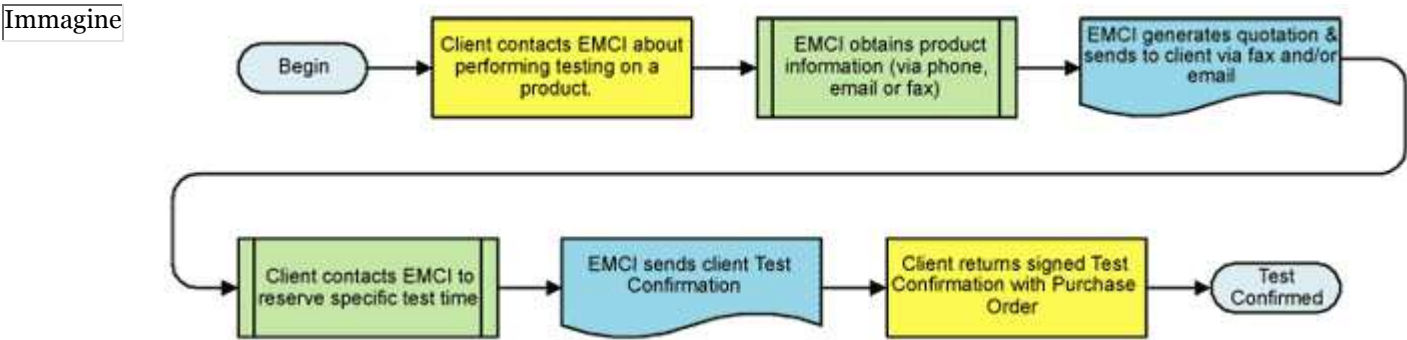 Immagine
Begin
Client contacts EMCI about
performing testing on a
product.
EMCI obtains product
information (via phone,
email or fax)
EMCI generates quotation &
sends to client via fax and/or
email
Client contacts EMCI to
reserve specific test time
EMCI sends client Test
Confirmation
Client returns signed Test
Confirmation with Purchase
Order
Test
Confirmed